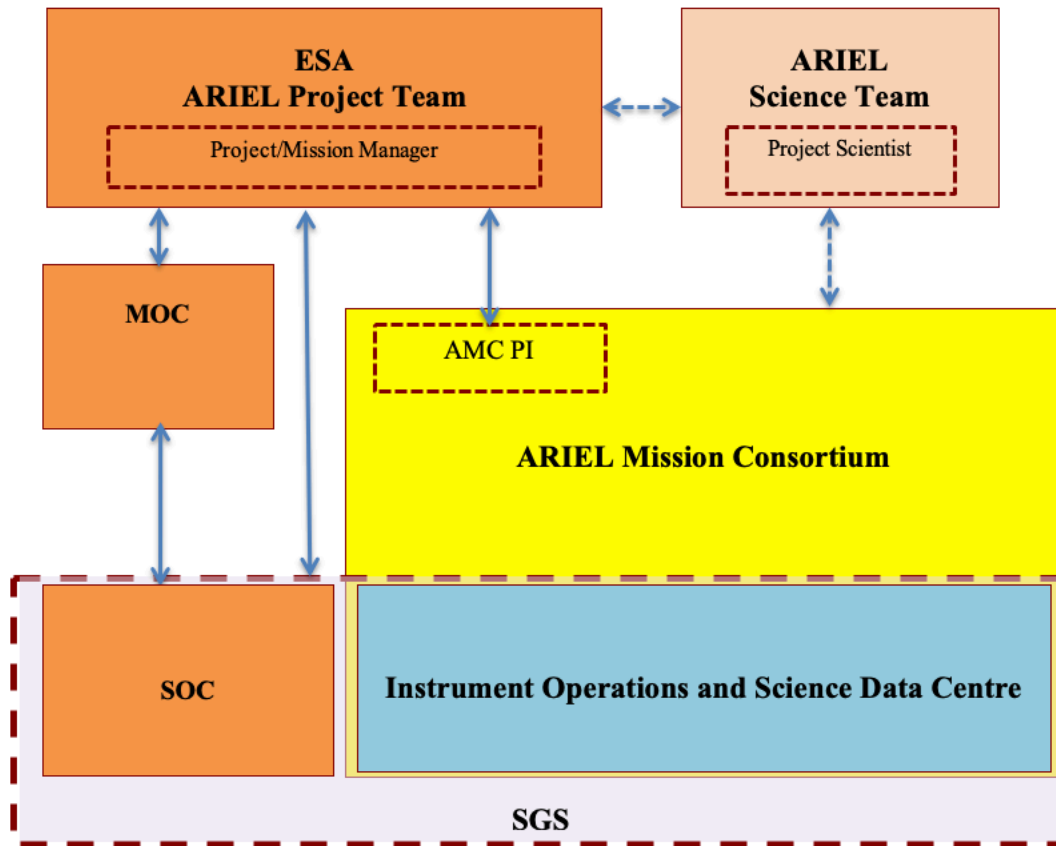 ESA
ARIEL Project Team
Project/Mission Manager
ARIEL
Science Team
Project Scientist
MOC
AMC PI
ARIEL Mission Consortium
SOC
Instrument Operations and Science Data Centre
SGS